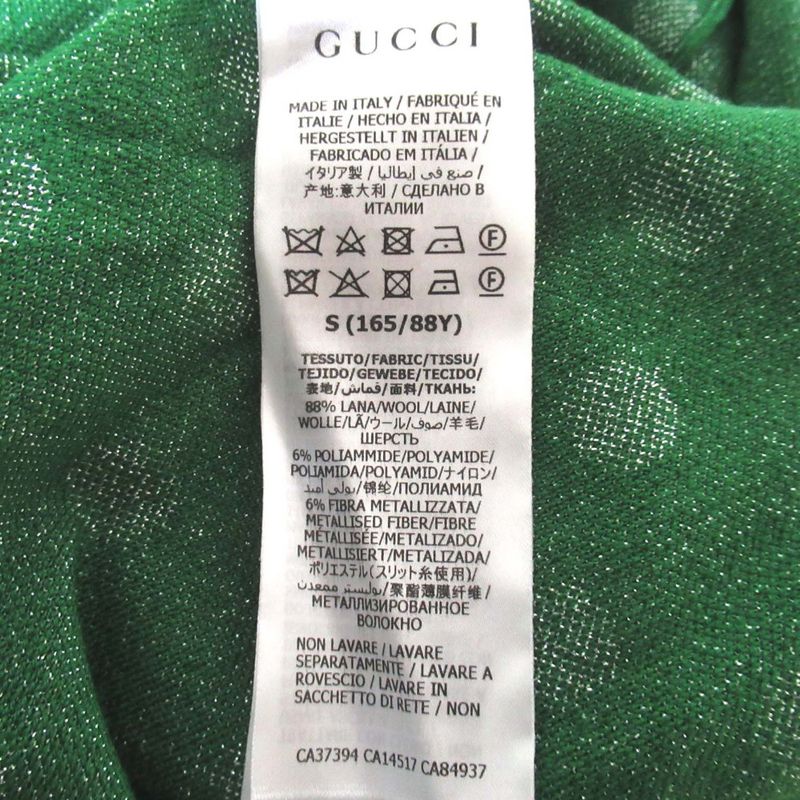 GUCCI
MADE IN ITALY / FABRIQUÉ EN
ITALIE / HECHO EN ITALIA /
HERGESTELLT IN ITALIEN /
FABRICADO EM ITÁLIA /
イタリア製 / صنع في إيطاليا /
产地:意大利 / СДЕЛАНО В
ИТАЛИИ
F
F
S (165/88Y)
TESSUTO/FABRIC/TISSU/
TEJIDO/GEWEBE/TECIDO/
表地/قماش/面料/ТКАНЬ:
88% LANA/WOOL/LAINE/
WOLLE/LÃ/ウール/صوف/羊毛/
ШЕРСТЬ
6% POLIAMMIDE/POLYAMIDE/
POLIAMIDA/POLYAMID/ナイロン/
بولي أميد/锦纶/ПОЛИАМИД
6% FIBRA METALLIZZATA/
METALLISED FIBER/FIBRE
MÉTALLISÉE/METALIZADO/
METALLISIERT/METALIZADA/
ポリエステル(スリット糸使用)/
بوليستر ممعدن/聚酯薄膜纤维/
МЕТАЛЛИЗИРОВАННОЕ
ВОЛОКНО
NON LAVARE / LAVARE
SEPARATAMENTE / LAVARE A
ROVESCIO / LAVARE IN
SACCHETTO DI RETE / NON
CA37394 CA14517 CA84937